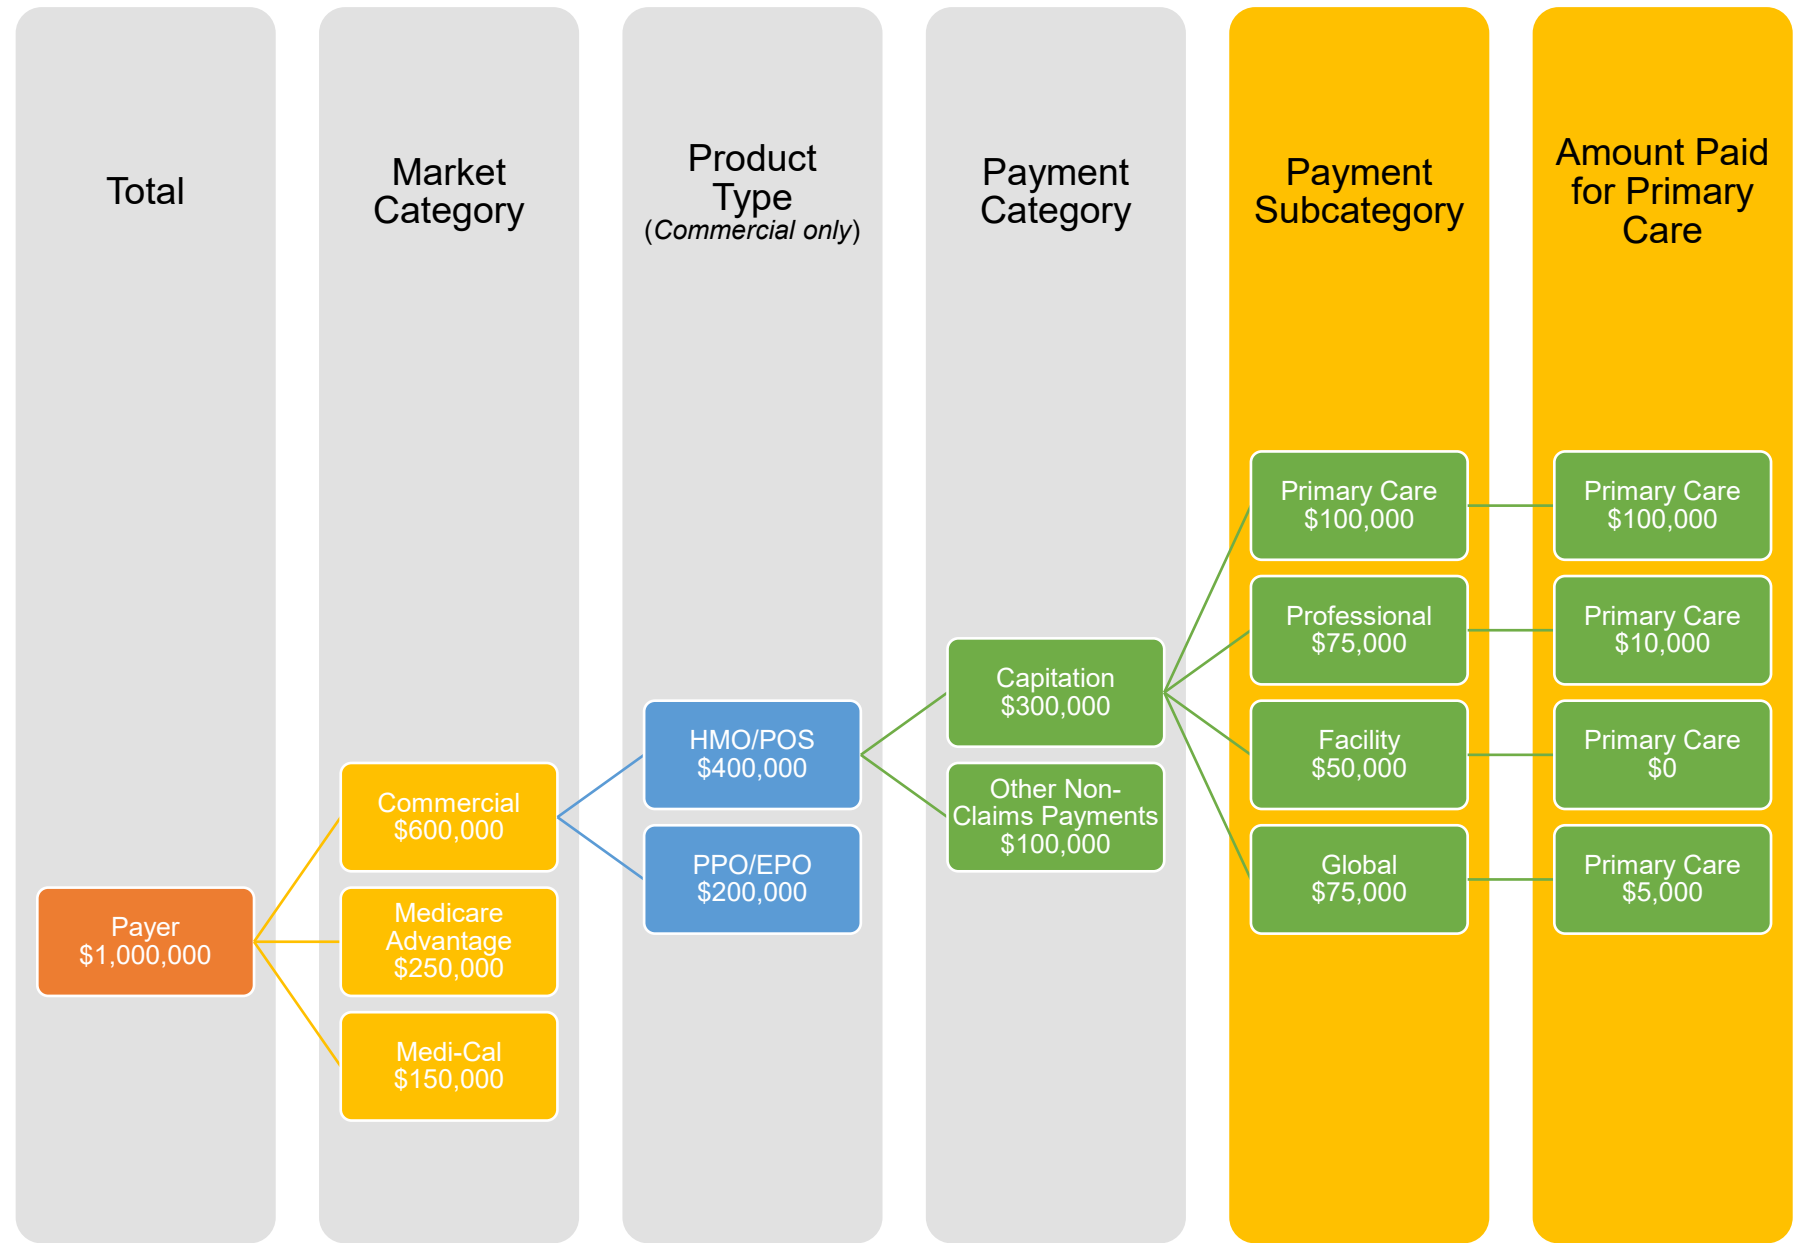 Total
Market
Category
Product
Type
(Commercial only)
Payment
Category
Payment
Subcategory
Amount Paid
for Primary
Care
Payer
$1,000,000
Commercial
$600,000
Medicare
Advantage
$250,000
Medi-Cal
$150,000
HMO/POS
$400,000
PPO/EPO
$200,000
Capitation
$300,000
Other Non-
Claims Payments
$100,000
Primary Care
$100,000
Professional
$75,000
Facility
$50,000
Global
$75,000
Primary Care
$100,000
Primary Care
$10,000
Primary Care
$0
Primary Care
$5,000